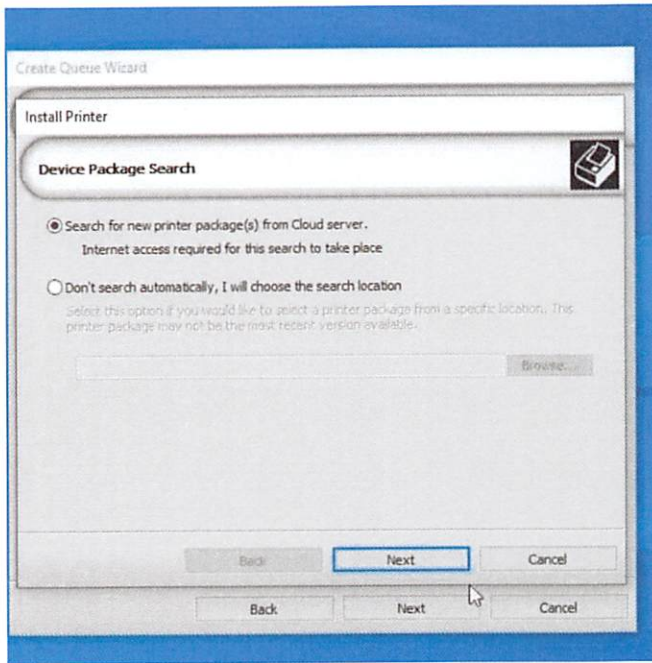 Create Queue Wizard
Install Printer
Device Package Search
Search for new printer package(s) from Cloud server.
Internet access required for this search to take place
Don't search automatically, I will choose the search location
Select this option if you would like to select a printer package from a specific location. This
printer package may not be the most recent version available.
Browse...
Back
Next
Cancel
Back
Next
Cancel